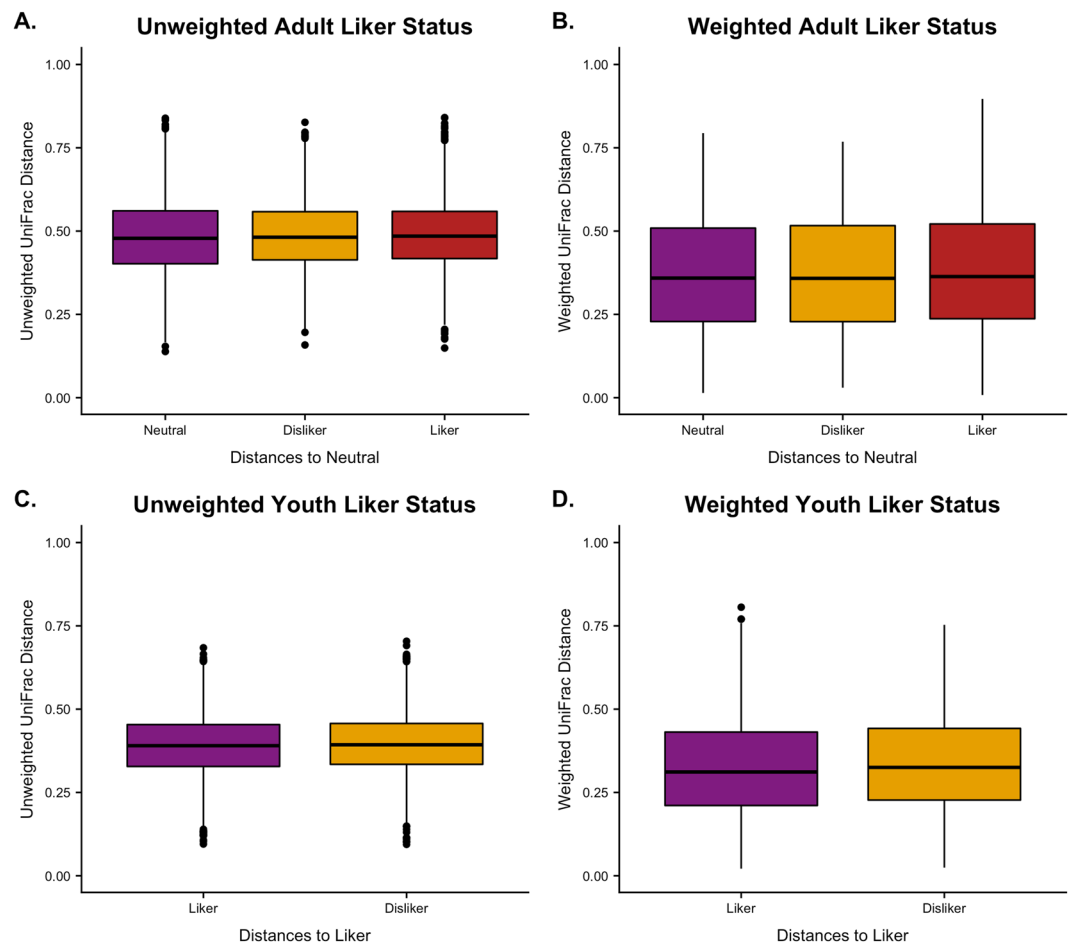 A.
Unweighted Adult Liker Status
Unweighted UniFrac Distance
1.00
0.75
0.50
0.25
0.00
Neutral
Disliker
Liker
Distances to Neutral
B.
Weighted Adult Liker Status
Weighted UniFrac Distance
1.00
0.75
0.50
0.25
0.00
Neutral
Disliker
Liker
Distances to Neutral
C.
Unweighted Youth Liker Status
Unweighted UniFrac Distance
1.00
0.75
0.50
0.25
0.00
Liker
Disliker
Distances to Liker
D.
Weighted Youth Liker Status
Weighted UniFrac Distance
1.00
0.75
0.50
0.25
0.00
Liker
Disliker
Distances to Liker